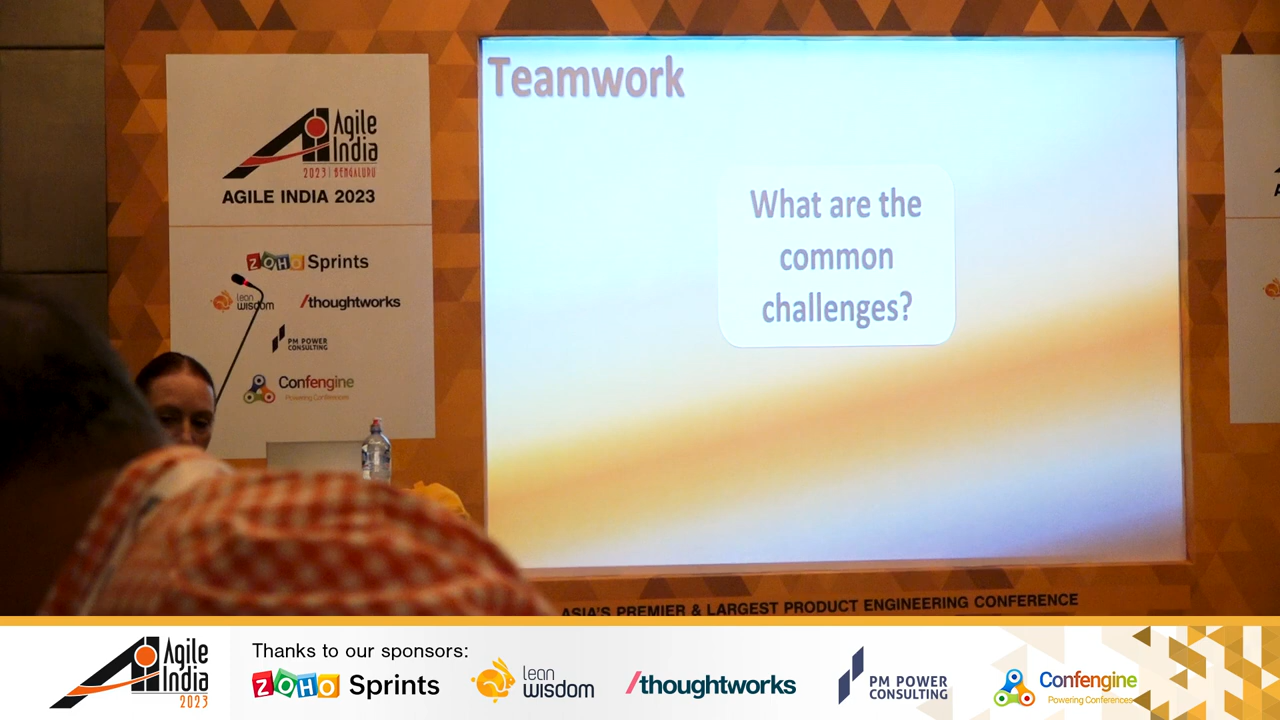 Teamwork
What are the
common
challenges?
Agile
India
2023 | BENGALURU
AGILE INDIA 2023
ZOHO Sprints
lean
wisdom
/thoughtworks
PM POWER
CONSULTING
Confengine
Powering Conferences
ASIA'S PREMIER & LARGEST PRODUCT ENGINEERING CONFERENCE
Agile
India
2023
Thanks to our sponsors:
ZOHO Sprints
lean
wisdom
/thoughtworks
PM POWER
CONSULTING
Confengine
Powering Conferences